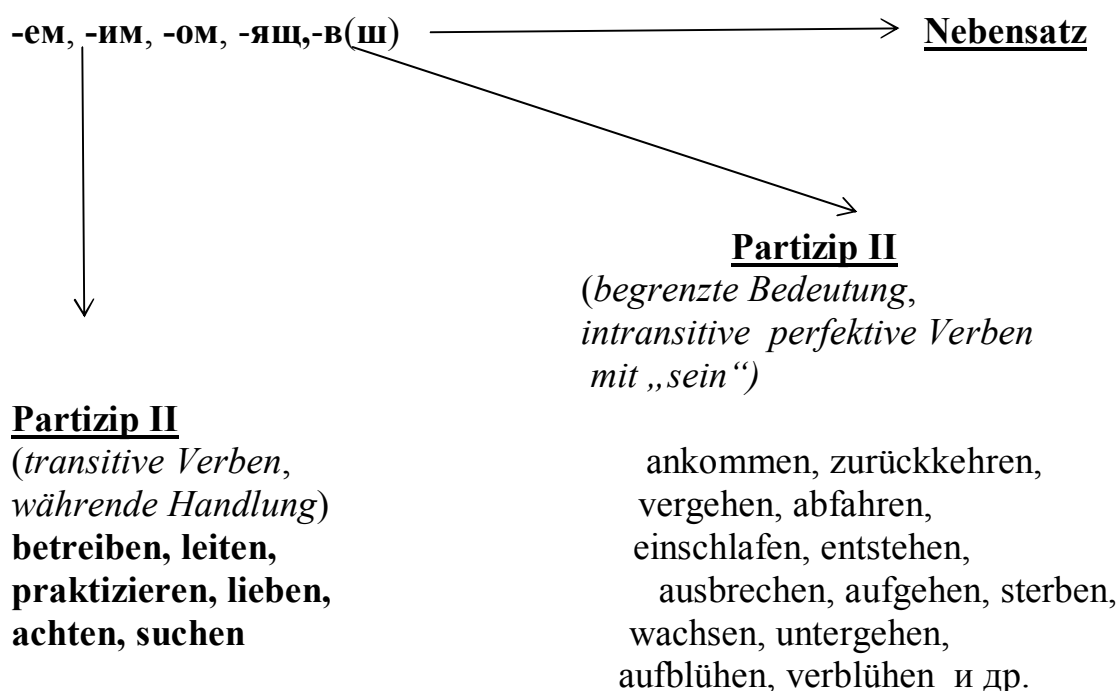 -ем, -им, -ом, -ящ,-в(ш) Nebensatz
Partizip II
(begrenzte Bedeutung,
intransitive perfektive Verben
mit „sein“)
Partizip II
(transitive Verben,
währende Handlung)
betreiben, leiten,
praktizieren, lieben,
achten, suchen
ankommen, zurückkehren,
vergehen, abfahren,
einschlafen, entstehen,
ausbrechen, aufgehen, sterben,
wachsen, untergehen,
aufblühen, verblühen и др.